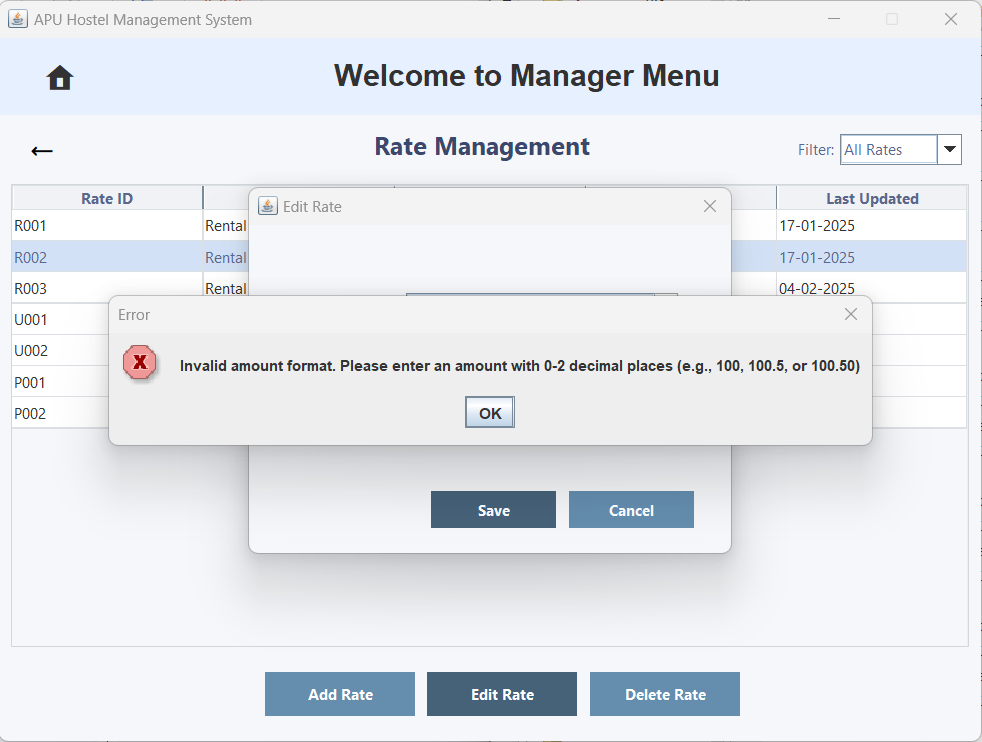 APU Hostel Management System
Welcome to Manager Menu
Rate Management
Filter: All Rates
Rate ID Last Updated
R001 Rental 17-01-2025
R002 Rental 17-01-2025
R003 Rental 04-02-2025
U001
U002
P001
P002
Edit Rate
Error
Invalid amount format. Please enter an amount with 0-2 decimal places (e.g., 100, 100.5, or 100.50)
OK
Save Cancel
Add Rate Edit Rate Delete Rate